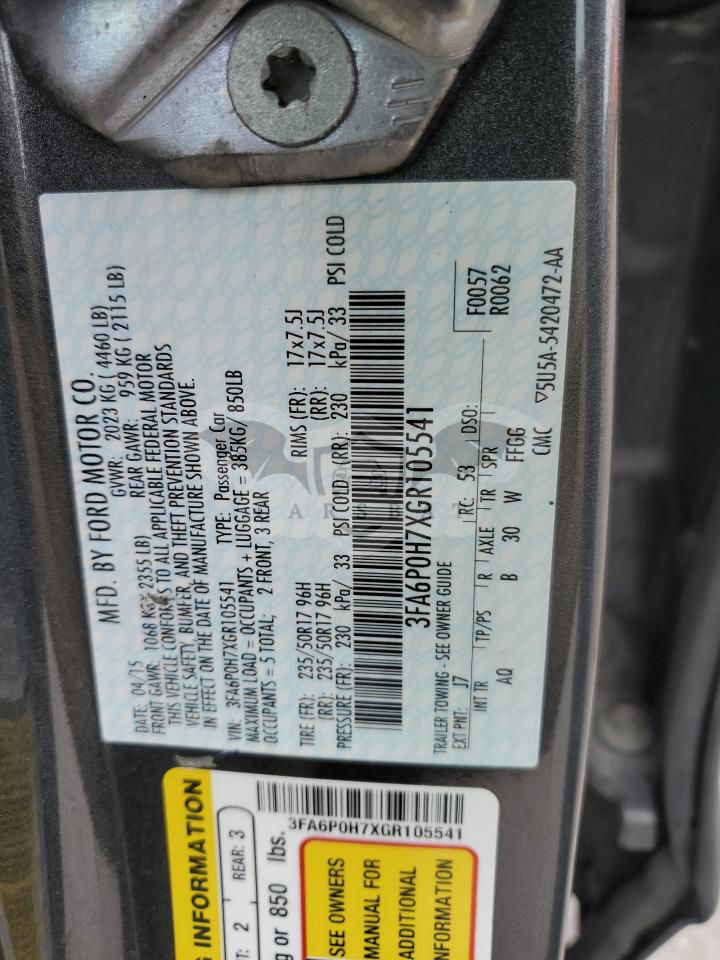 MFD. BY FORD MOTOR CO.
DATE: 04/15 GVWR: 2023 KG ( 4460 LB)
FRONT GAWR: 1068 KG ( 2355 LB) REAR GAWR: 959 KG ( 2115 LB)
THIS VEHICLE CONFORMS TO ALL APPLICABLE FEDERAL MOTOR
VEHICLE SAFETY, BUMPER, AND THEFT PREVENTION STANDARDS
IN EFFECT ON THE DATE OF MANUFACTURE SHOWN ABOVE.
VIN: 3FA6P0H7XGR105541 TYPE: Passenger Car
MAXIMUM LOAD = OCCUPANTS + LUGGAGE = 385KG/ 850LB
OCCUPANTS = 5 TOTAL: 2 FRONT, 3 REAR
TIRE (FR): 235/50R17 96H RIMS (FR): 17x7.5J
(RR): 235/50R17 96H (RR): 17x7.5J
PRESSURE (FR): 230 kPa/ 33 PSI COLD (RR): 230 kPa/ 33 PSI COLD
3FA6P0H7XGR105541
TRAILER TOWING - SEE OWNER GUIDE
F0057
R0062
EXT PNT: J7 RC: 53 DSO:
INT TR TP/PS R AXLE TR SPR
AQ B 30 W FFGG
CMC ▽5U5A-5420472-AA
ARSBAT
G INFORMATION
T: 2 REAR: 3
g or 850 lbs.
3FA6P0H7XGR105541
SEE OWNERS
MANUAL FOR
ADDITIONAL
INFORMATION